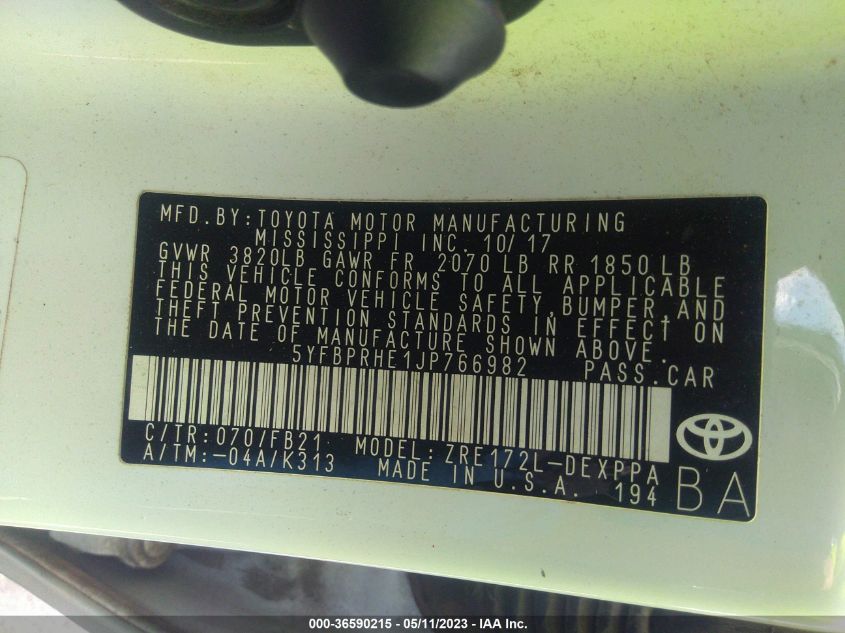 MFD.BY:TOYOTA MOTOR MANUFACTURING
MISSISSIPPI INC. 10/17
GVWR 3820LB GAWR FR 2070 LB RR 1850LB
THIS VEHICLE CONFORMS TO ALL APPLICABLE
FEDERAL MOTOR VEHICLE SAFETY,BUMPER,AND
THEFT PREVENTION STANDARDS IN EFFECT ON
THE DATE OF MANUFACTURE SHOWN ABOVE.
5YFBPRHE1JP766982 PASS.CAR
C/TR:070/FB21 MODEL:ZRE172L-DEXPPA
A/TM:-04A/K313 MADE IN U.S.A. 194
BA
000-36590215 - 05/11/2023 - IAA Inc.